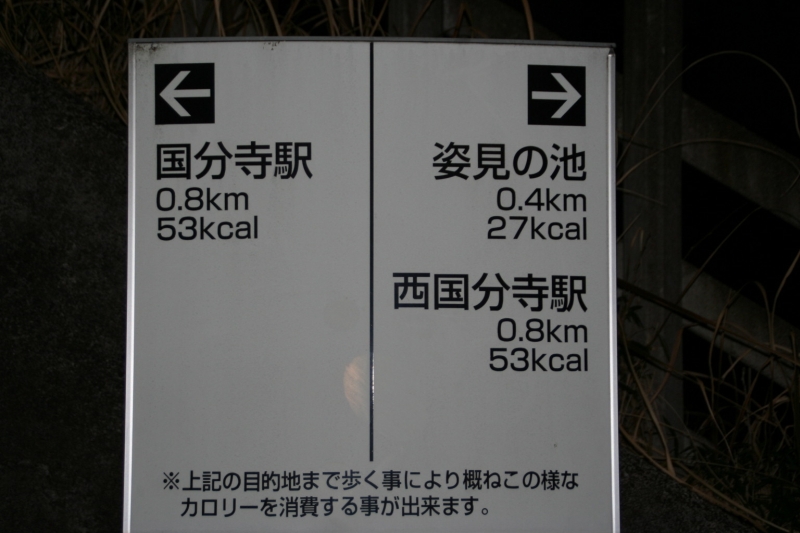 ←
国分寺駅
0.8km
53kcal
→
姿見の池
0.4km
27kcal
西国分寺駅
0.8km
53kcal
※上記の目的地まで歩く事により概ねこの様な
カロリーを消費する事が出来ます。